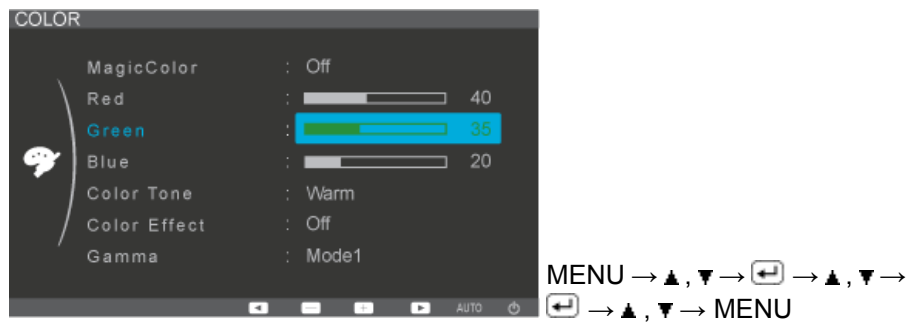 COLOR
MagicColor : Off
Red : 40
Green : 35
Blue : 20
Color Tone : Warm
Color Effect : Off
Gamma : Mode1
AUTO
MENU → ▲ , ▼ → ↵ → ▲ , ▼ →
↵ → ▲ , ▼ → MENU